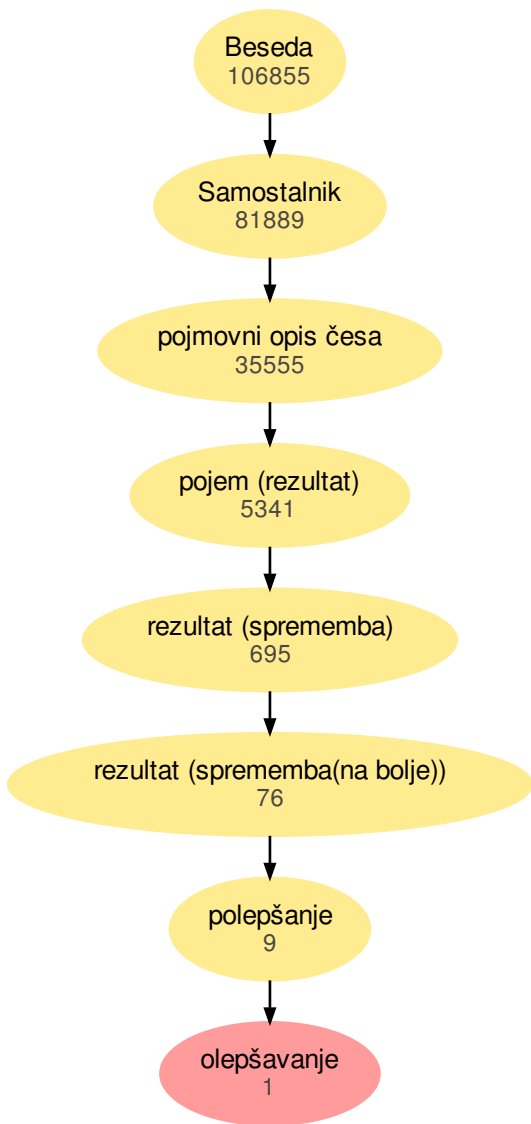 Beseda
106855
Samostalnik
81889
pojmovni opis česa
35555
pojem (rezultat)
5341
rezultat (sprememba)
695
rezultat (sprememba(na bolje))
76
polepšanje
9
olepšavanje
1